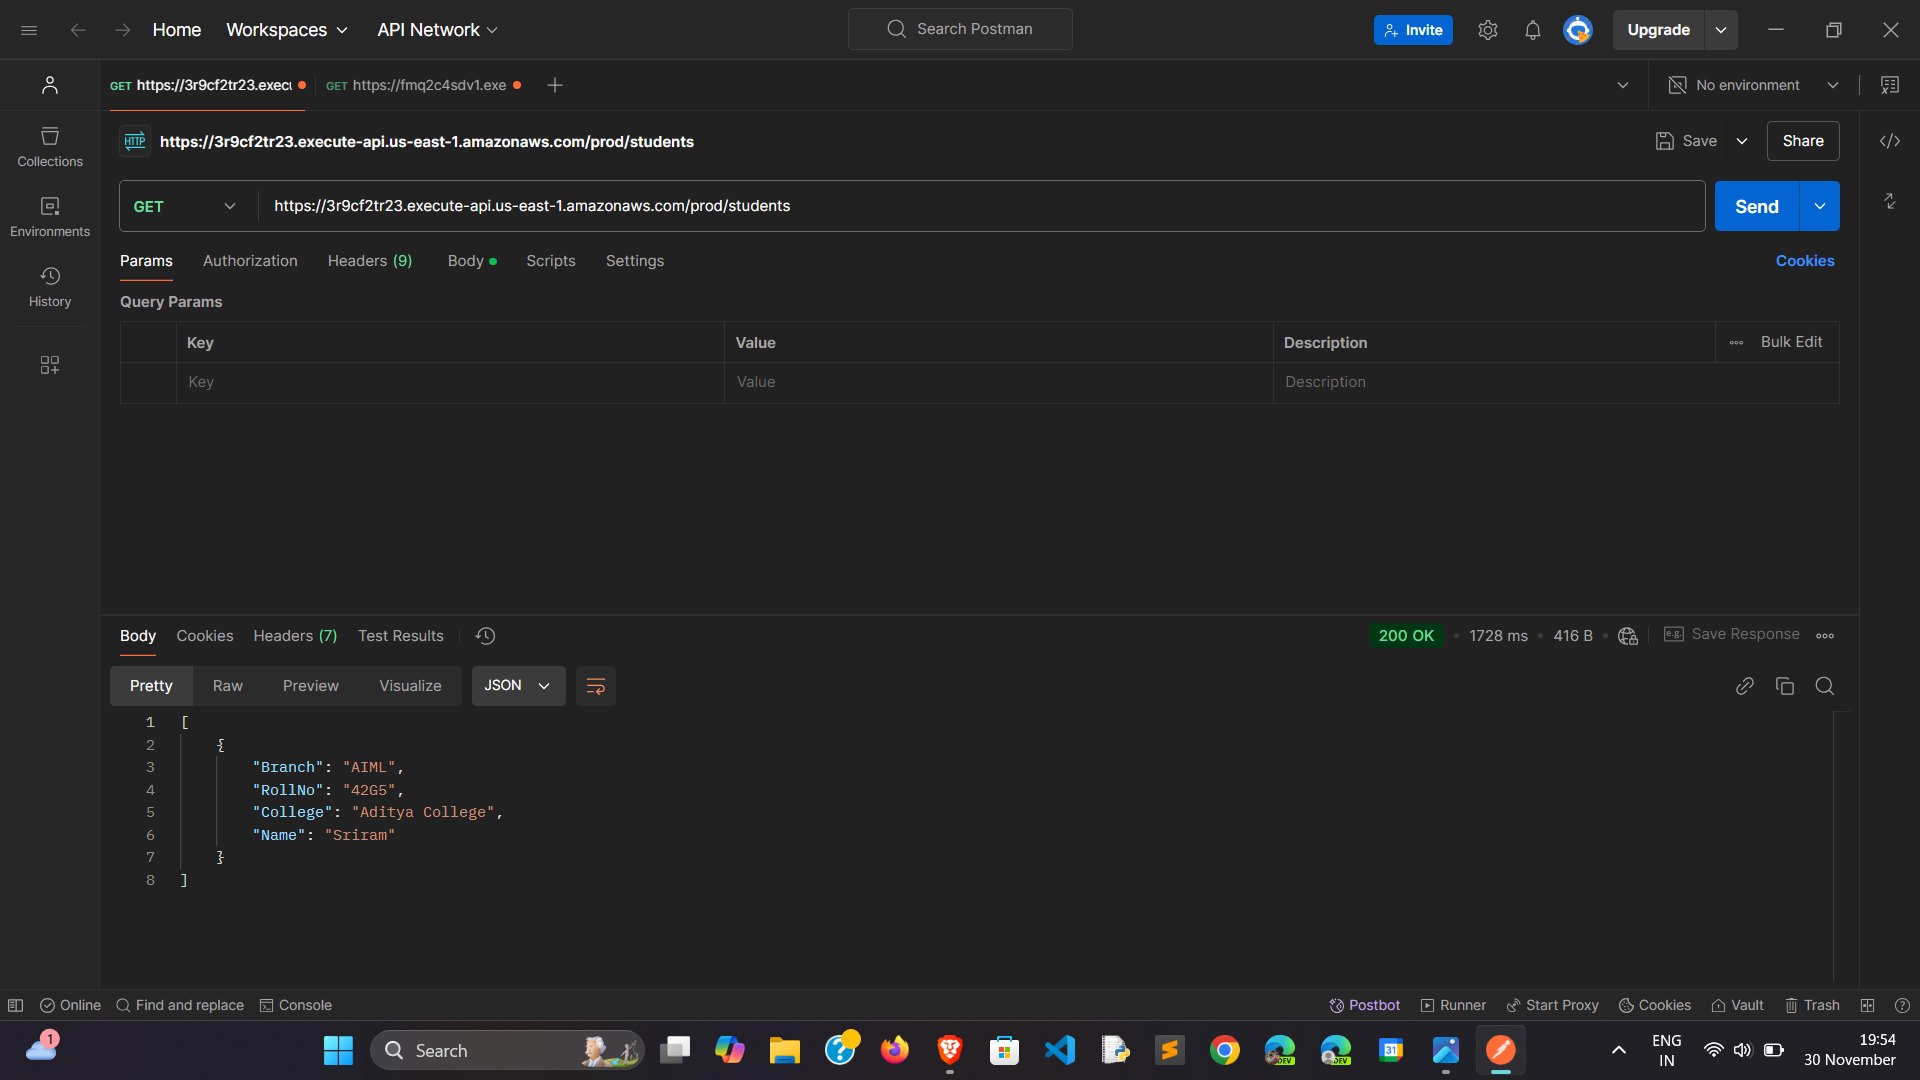 Home Workspaces API Network Search Postman Invite Upgrade
GET https://3r9cf2tr23.execu GET https://fmq2c4sdv1.exe No environment
HTTP https://3r9cf2tr23.execute-api.us-east-1.amazonaws.com/prod/students Save Share
GET https://3r9cf2tr23.execute-api.us-east-1.amazonaws.com/prod/students Send
Collections
Environments
History
Params Authorization Headers (9) Body Scripts Settings Cookies
Query Params
Key Value Description Bulk Edit
Key Value Description
Body Cookies Headers (7) Test Results 200 OK 1728 ms 416 B e.g. Save Response
Pretty Raw Preview Visualize JSON
1 [
2 {
3 "Branch": "AIML",
4 "RollNo": "42G5",
5 "College": "Aditya College",
6 "Name": "Sriram"
7 }
8 ]
Online Find and replace Console Postbot Runner Start Proxy Cookies Vault Trash
1 Search DEV DEV 31 ENG 19:54
IN 30 November